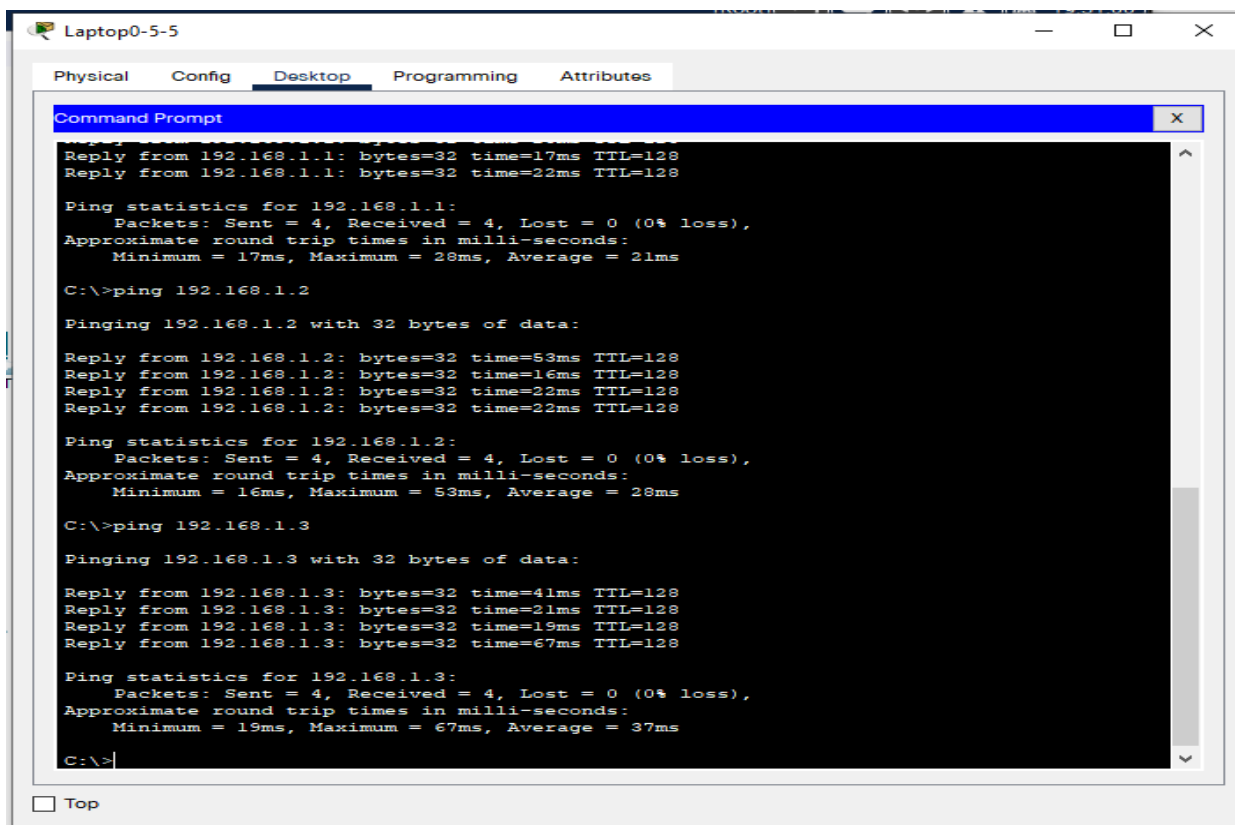 Laptop0-5-5
Physical Config Desktop Programming Attributes
Command Prompt
X
Reply from 192.168.1.1: bytes=32 time=17ms TTL=128
Reply from 192.168.1.1: bytes=32 time=22ms TTL=128
Ping statistics for 192.168.1.1:
Packets: Sent = 4, Received = 4, Lost = 0 (0% loss),
Approximate round trip times in milli-seconds:
Minimum = 17ms, Maximum = 28ms, Average = 21ms
C:\>ping 192.168.1.2
Pinging 192.168.1.2 with 32 bytes of data:
Reply from 192.168.1.2: bytes=32 time=53ms TTL=128
Reply from 192.168.1.2: bytes=32 time=16ms TTL=128
Reply from 192.168.1.2: bytes=32 time=22ms TTL=128
Reply from 192.168.1.2: bytes=32 time=22ms TTL=128
Ping statistics for 192.168.1.2:
Packets: Sent = 4, Received = 4, Lost = 0 (0% loss),
Approximate round trip times in milli-seconds:
Minimum = 16ms, Maximum = 53ms, Average = 28ms
C:\>ping 192.168.1.3
Pinging 192.168.1.3 with 32 bytes of data:
Reply from 192.168.1.3: bytes=32 time=41ms TTL=128
Reply from 192.168.1.3: bytes=32 time=21ms TTL=128
Reply from 192.168.1.3: bytes=32 time=19ms TTL=128
Reply from 192.168.1.3: bytes=32 time=67ms TTL=128
Ping statistics for 192.168.1.3:
Packets: Sent = 4, Received = 4, Lost = 0 (0% loss),
Approximate round trip times in milli-seconds:
Minimum = 19ms, Maximum = 67ms, Average = 37ms
C:\>
Top